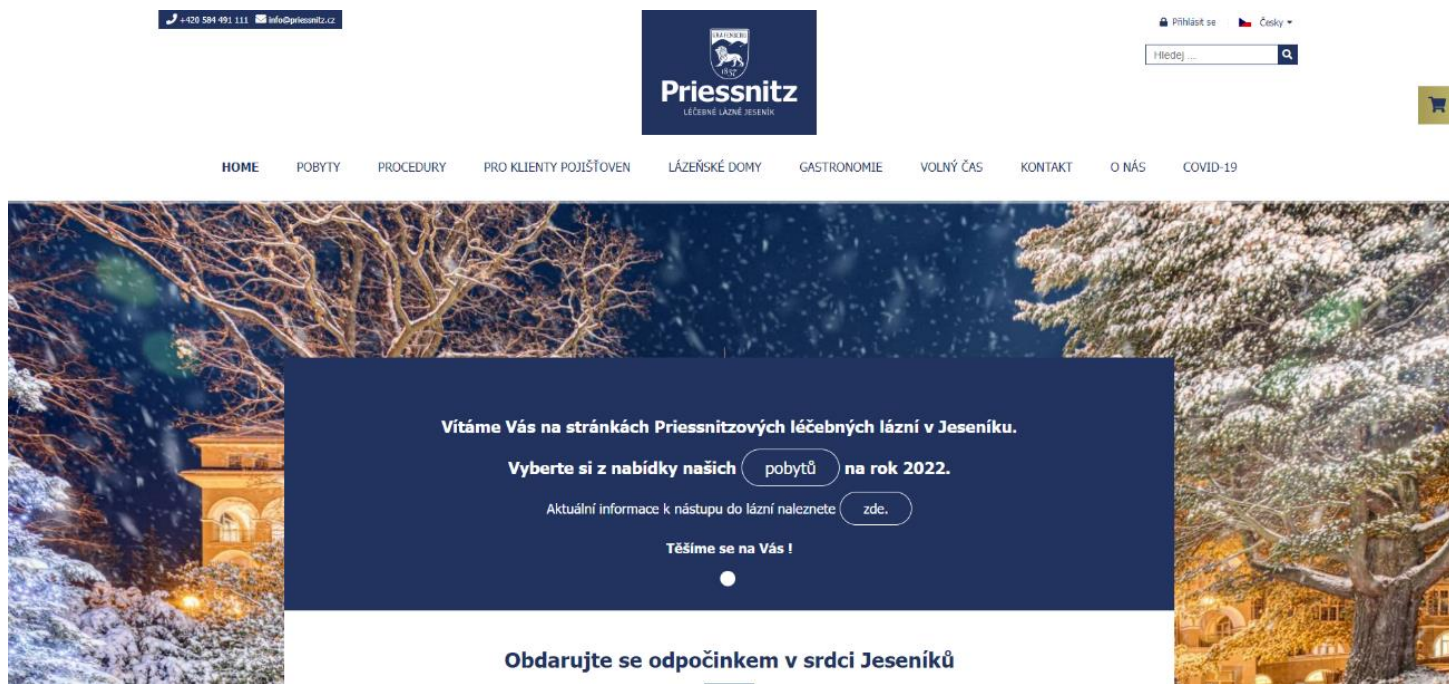 +420 584 491 111 info@priessnitz.cz
Přihlásit se Česky
GRÄFENBERG
1837
Priessnitz
LÉČEBNÉ LÁZNĚ JESENÍK
Hledej ...
HOME POBYTY PROCEDURY PRO KLIENTY POJIŠŤOVEN LÁZEŇSKÉ DOMY GASTRONOMIE VOLNÝ ČAS KONTAKT O NÁS COVID-19
Vítáme Vás na stránkách Priessnitzových léčebných lázní v Jeseníku.
Vyberte si z nabídky našich pobytů na rok 2022.
Aktuální informace k nástupu do lázní naleznete zde.
Těšíme se na Vás !
Obdarujte se odpočinkem v srdci Jeseníků